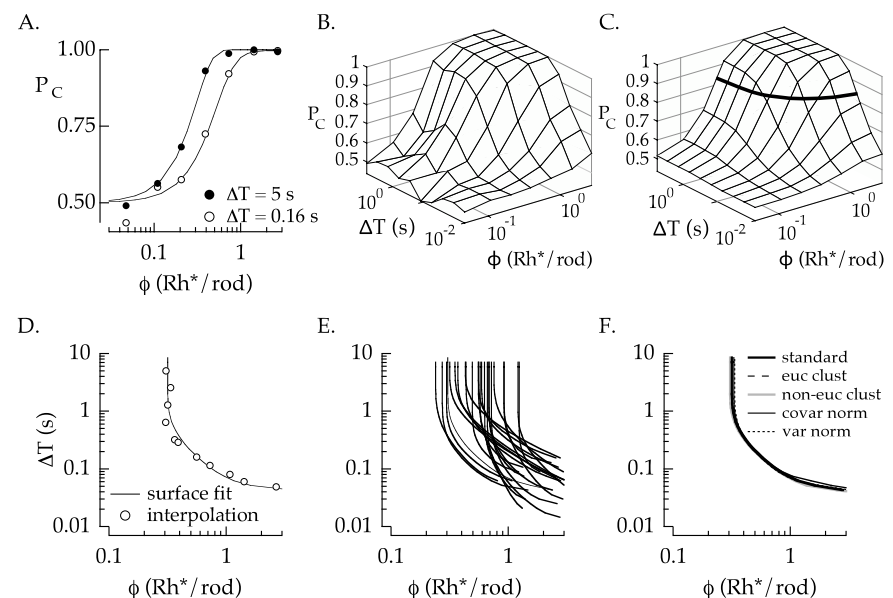 A.
B.
C.
P_C
1.00
0.75
0.50
0.1
1
ϕ (Rh*/rod)
● ΔT = 5 s
○ ΔT = 0.16 s
P_C
1
0.9
0.8
0.7
0.6
0.5
10^0
10^-2
ΔT (s)
10^-1
10^0
ϕ (Rh*/rod)
P_C
1
0.9
0.8
0.7
0.6
0.5
10^0
10^-2
ΔT (s)
10^-1
10^0
ϕ (Rh*/rod)
D.
E.
F.
ΔT (s)
10
1
0.1
0.01
0.1
1
ϕ (Rh*/rod)
surface fit
interpolation
10
1
0.1
0.01
0.1
1
ϕ (Rh*/rod)
10
1
0.1
0.01
0.1
1
ϕ (Rh*/rod)
standard
euc clust
non-euc clust
covar norm
var norm